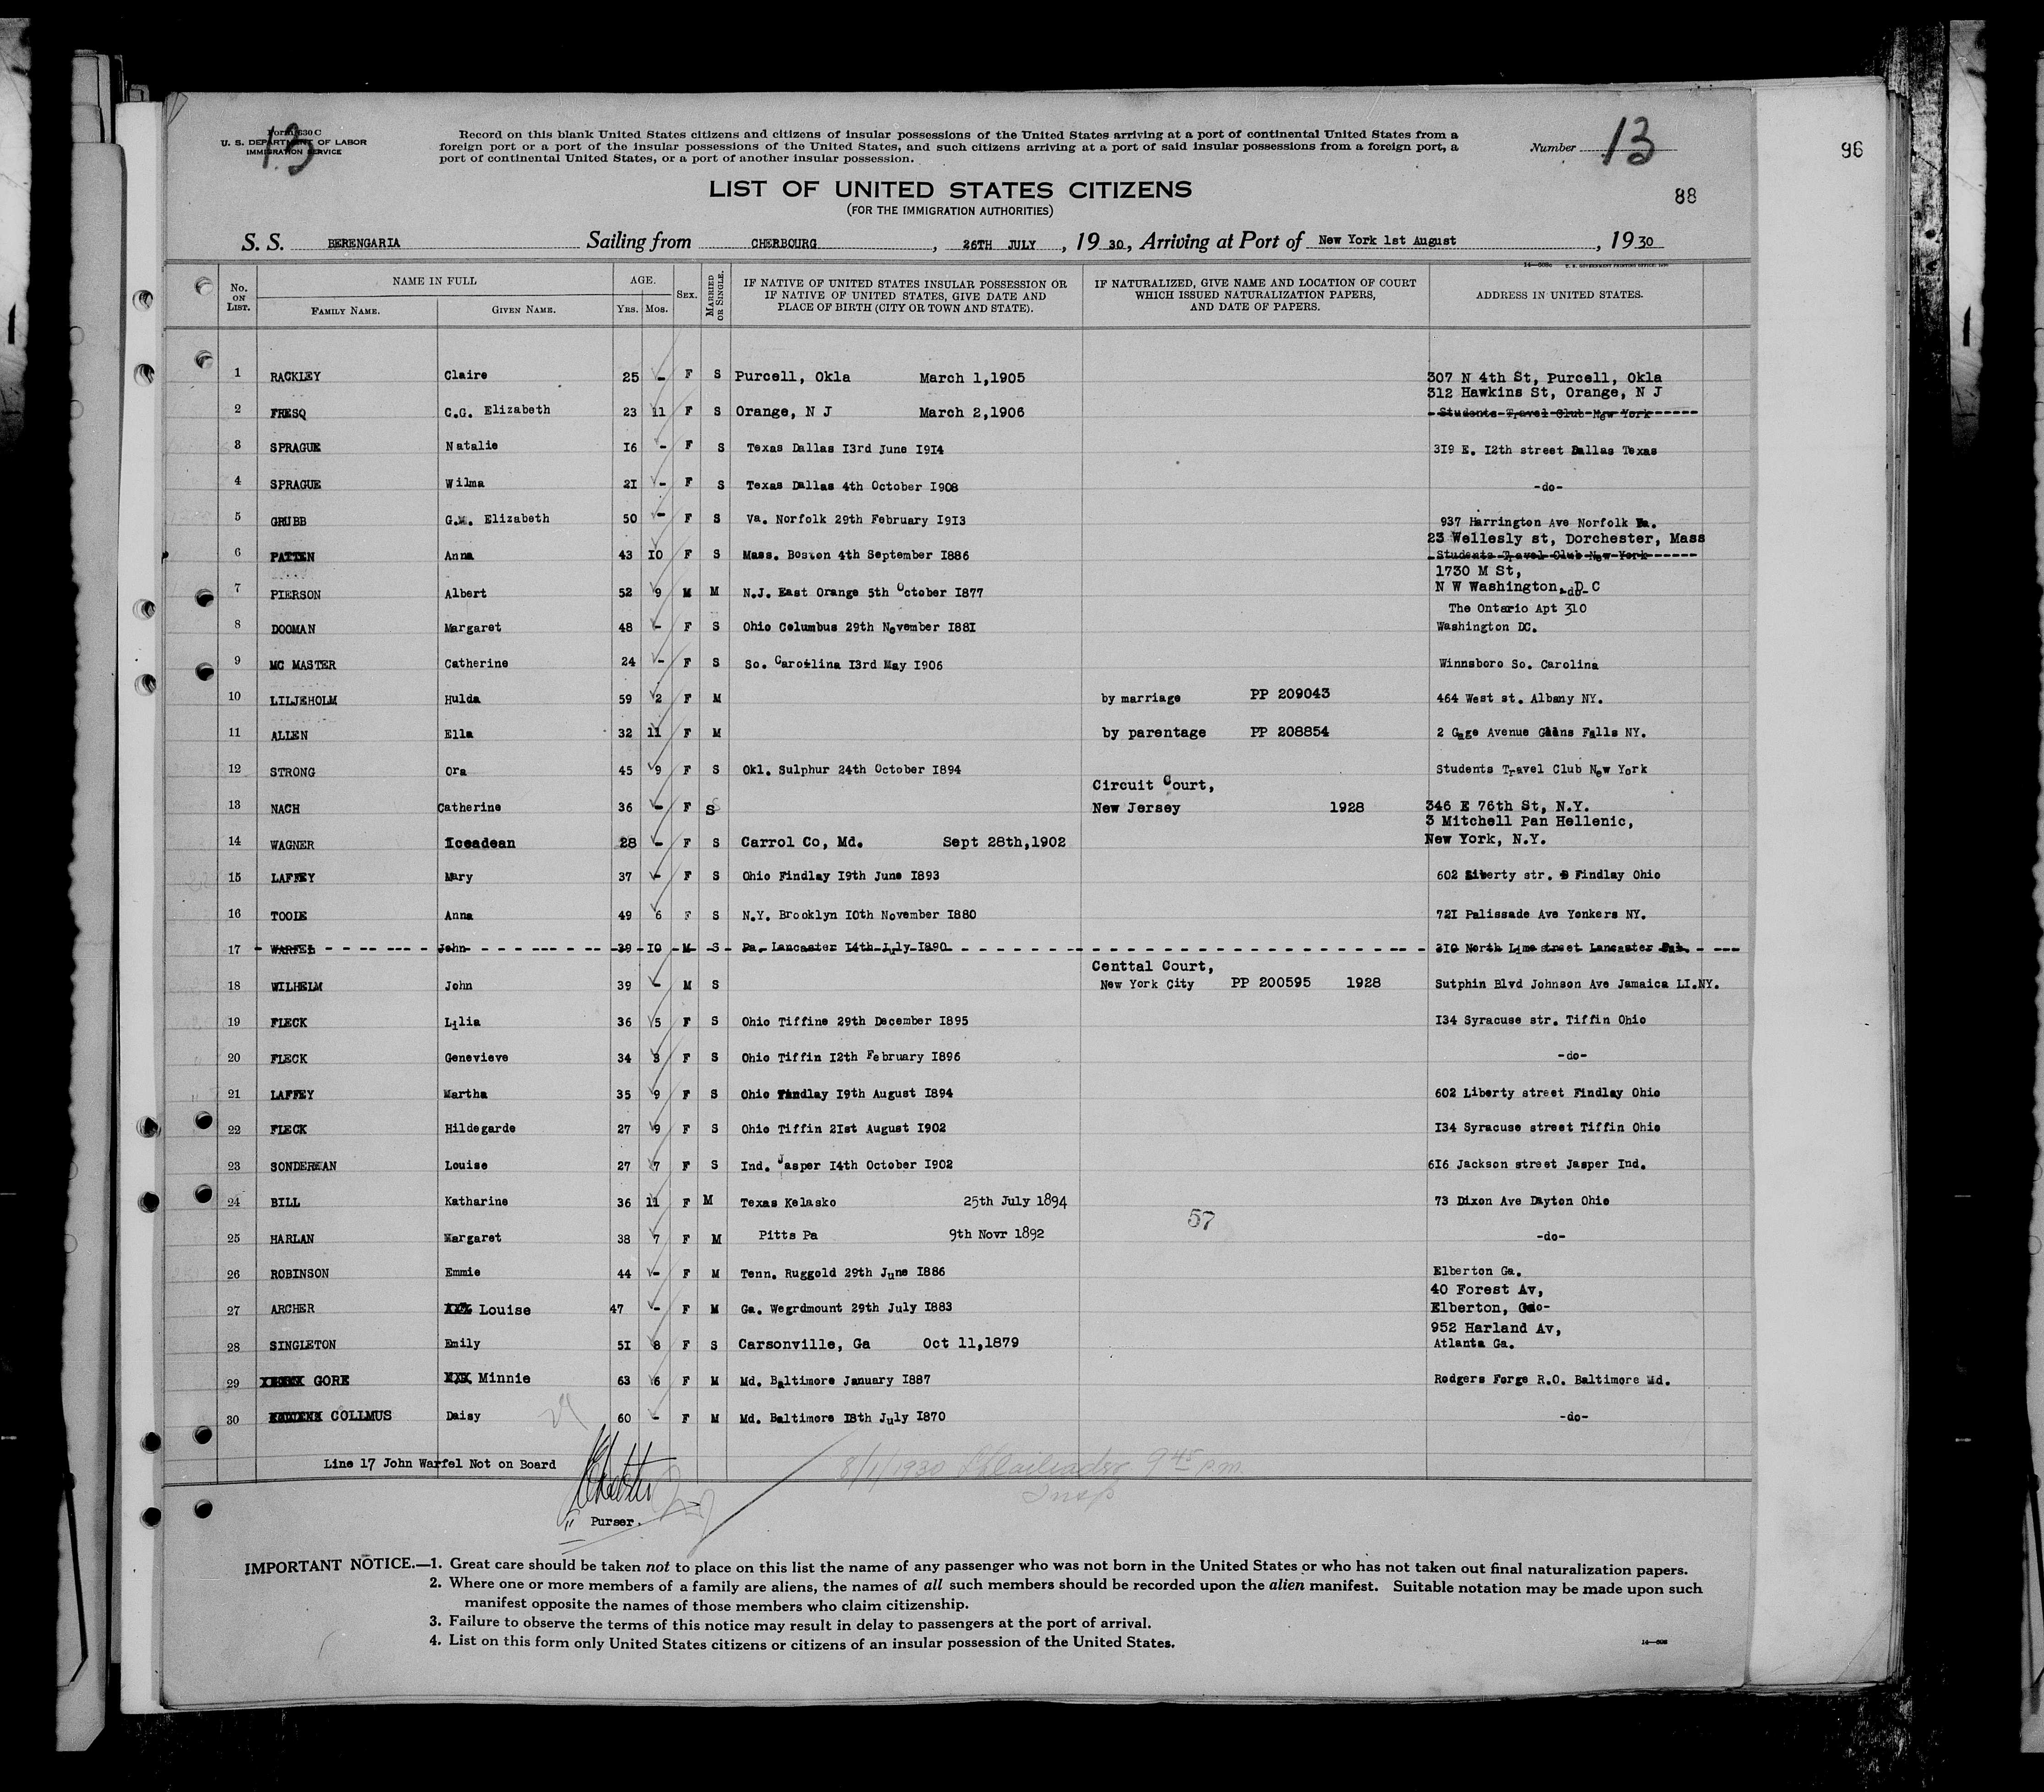 Form 630 C
13
U. S. DEPARTMENT OF LABOR
IMMIGRATION SERVICE
Record on this blank United States citizens and citizens of insular possessions of the United States arriving at a port of continental United States from a
foreign port or a port of the insular possessions of the United States, and such citizens arriving at a port of said insular possessions from a foreign port, a
port of continental United States, or a port of another insular possession.
Number 13
96
88
LIST OF UNITED STATES CITIZENS
(FOR THE IMMIGRATION AUTHORITIES)
S. S. BERENGARIA Sailing from CHERBOURG, 26TH JULY, 19 30, Arriving at Port of New York 1st August, 19 30
No. ON LIST. NAME IN FULL FAMILY NAME. GIVEN NAME. AGE. YRS. MOS. SEX. MARRIED OR SINGLE. IF NATIVE OF UNITED STATES INSULAR POSSESSION OR IF NATIVE OF UNITED STATES, GIVE DATE AND PLACE OF BIRTH (CITY OR TOWN AND STATE). IF NATURALIZED, GIVE NAME AND LOCATION OF COURT WHICH ISSUED NATURALIZATION PAPERS, AND DATE OF PAPERS. ADDRESS IN UNITED STATES.
1 RACKLEY Claire 25 - F S Purcell, Okla March 1,1905 307 N 4th St, Purcell, Okla
312 Hawkins St, Orange, N J
2 FRESQ C.G. Elizabeth 23 11 F S Orange, N J March 2,1906 Students Travel Club New York
3 SPRAGUE Natalie 16 - F S Texas Dallas 13rd June 1914 319 E. 12th street Dallas Texas
4 SPRAGUE Wilma 21 - F S Texas Dallas 4th October 1908 -do-
5 GRUBB G.M. Elizabeth 50 - F S Va. Norfolk 29th February 1913 937 Harrington Ave Norfolk Va.
23 Wellesly st, Dorchester, Mass
6 PATTEN Anna 43 10 F S Mass. Boston 4th September 1886 Students Travel Club New York
1730 M St,
7 PIERSON Albert 52 9 M M N.J. East Orange 5th October 1877 N W Washington, D C -do-
The Ontario Apt 310
8 DOOMAN Margaret 48 - F S Ohio Columbus 29th November 1881 Washington DC.
9 MC MASTER Catherine 24 - F S So. Carolina 13rd May 1906 Winnsboro So. Carolina
10 LILJEHOLM Hulda 59 2 F M by marriage PP 209043 464 West st. Albany NY.
11 ALLEN Ella 32 11 F M by parentage PP 208854 2 Gage Avenue Glens Falls NY.
12 STRONG Ora 45 9 F S Okl. Sulphur 24th October 1894 Students Travel Club New York
Circuit Court,
13 NACH Catherine 36 - F S New Jersey 1928 346 E 76th St, N.Y.
3 Mitchell Pan Hellenic,
14 WAGNER Iceadean 28 - F S Carrol Co, Md. Sept 28th,1902 New York, N.Y.
15 LAFFEY Mary 37 - F S Ohio Findlay 19th June 1893 602 Liberty str. Findlay Ohio
16 TOOLE Anna 49 6 F S N.Y. Brooklyn 10th November 1880 721 Palissade Ave Yonkers NY.
17 WARFEL John 39 10 M S Pa. Lancaster 14th July 1890 310 North Lime street Lancaster
Centtal Court,
18 WILHELM John 39 - M S New York City PP 200595 1928 Sutphin Blvd Johnson Ave Jamaica LI.NY.
19 FLECK Lilia 36 5 F S Ohio Tiffine 29th December 1895 134 Syracuse str. Tiffin Ohio
20 FLECK Genevieve 34 3 F S Ohio Tiffin 12th February 1896 -do-
21 LAFFEY Martha 35 9 F S Ohio Findlay 19th August 1894 602 Liberty street Findlay Ohio
22 FLECK Hildegarde 27 9 F S Ohio Tiffin 21st August 1902 134 Syracuse street Tiffin Ohio
23 SONDERMAN Louise 27 7 F S Ind. Jasper 14th October 1902 616 Jackson street Jasper Ind.
24 BILL Katharine 36 11 F M Texas Kelasko 25th July 1894 73 Dixon Ave Dayton Ohio
57
25 HARLAN Margaret 38 7 F M Pitts Pa 9th Novr 1892 -do-
26 ROBINSON Emmie 44 - F M Tenn. Ruggold 29th June 1886 Elberton Ga.
40 Forest Av,
27 ARCHER Louise 47 - F M Ga. Wegrdmount 29th July 1883 Elberton, -do-
952 Harland Av,
28 SINGLETON Emily 51 8 F S Carsonville, Ga Oct 11,1879 Atlanta Ga.
29 GORE Minnie 63 6 F M Md. Baltimore January 1887 Rodgers Forge R.O. Baltimore Md.
30 COLLMUS Daisy 60 - F M Md. Baltimore 18th July 1870 -do-
Line 17 John Warfel Not on Board
8/1/1930 9 45 p.m.
Insp
Purser.
IMPORTANT NOTICE.—1. Great care should be taken not to place on this list the name of any passenger who was not born in the United States or who has not taken out final naturalization papers.
2. Where one or more members of a family are aliens, the names of all such members should be recorded upon the alien manifest. Suitable notation may be made upon such
manifest opposite the names of those members who claim citizenship.
3. Failure to observe the terms of this notice may result in delay to passengers at the port of arrival.
4. List on this form only United States citizens or citizens of an insular possession of the United States.